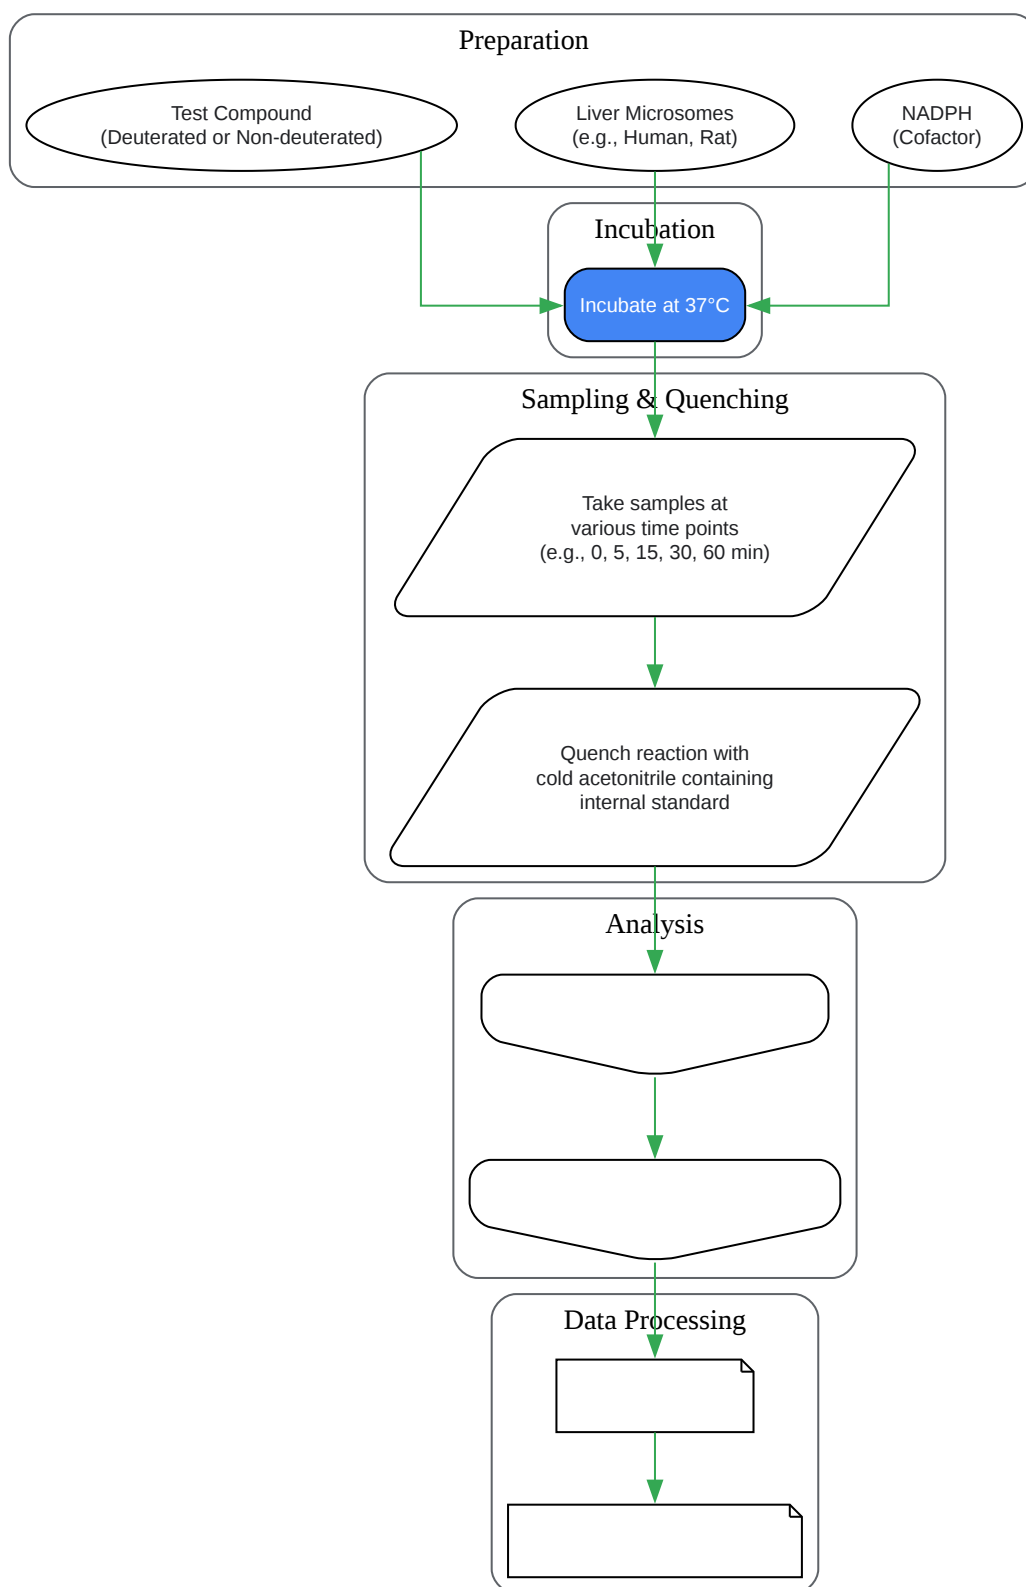 Preparation
Test Compound
(Deuterated or Non-deuterated)
Liver Microsomes
(e.g., Human, Rat)
NADPH
(Cofactor)
Incubation
Incubate at 37°C
Sampling & Quenching
Take samples at
various time points
(e.g., 0, 5, 15, 30, 60 min)
Quench reaction with
cold acetonitrile containing
internal standard
Analysis
Data Processing